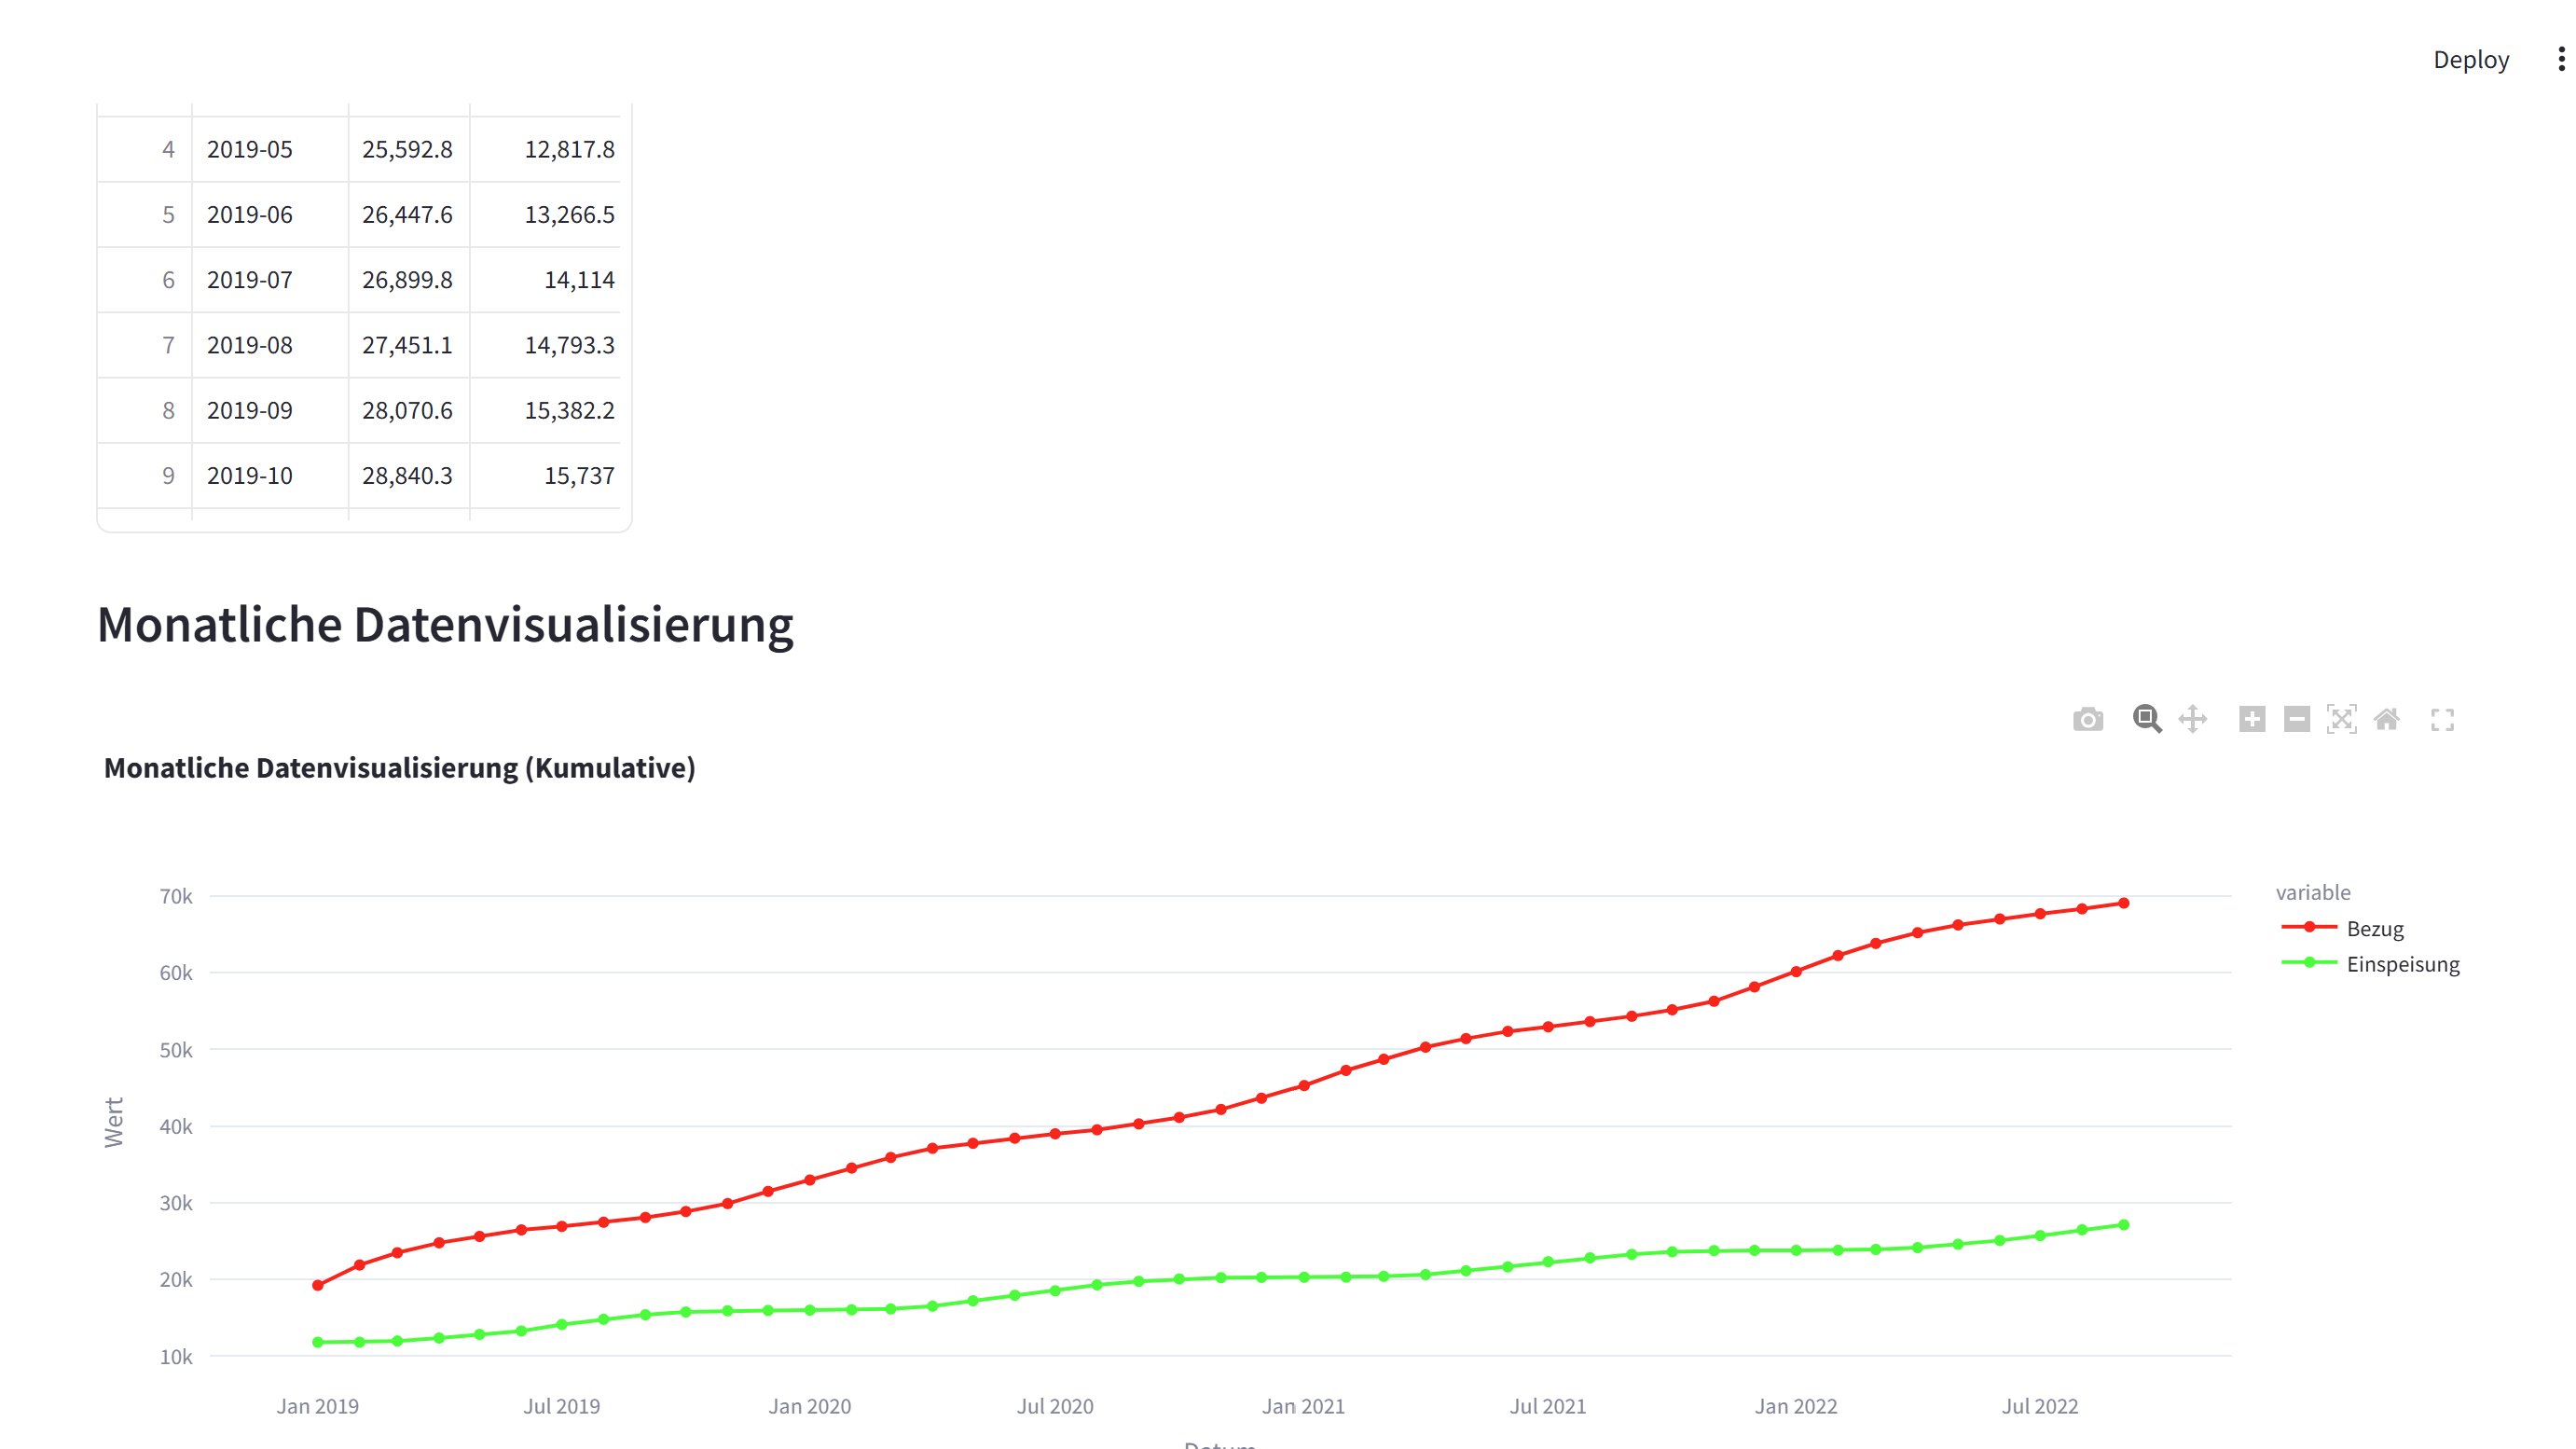 Deploy
4 2019-05 25,592.8 12,817.8
5 2019-06 26,447.6 13,266.5
6 2019-07 26,899.8 14,114
7 2019-08 27,451.1 14,793.3
8 2019-09 28,070.6 15,382.2
9 2019-10 28,840.3 15,737
Monatliche Datenvisualisierung
Monatliche Datenvisualisierung (Kumulative)
variable
Bezug
Einspeisung
Wert
70k
60k
50k
40k
30k
20k
10k
Jan 2019 Jul 2019 Jan 2020 Jul 2020 Jan 2021 Jul 2021 Jan 2022 Jul 2022
Datum